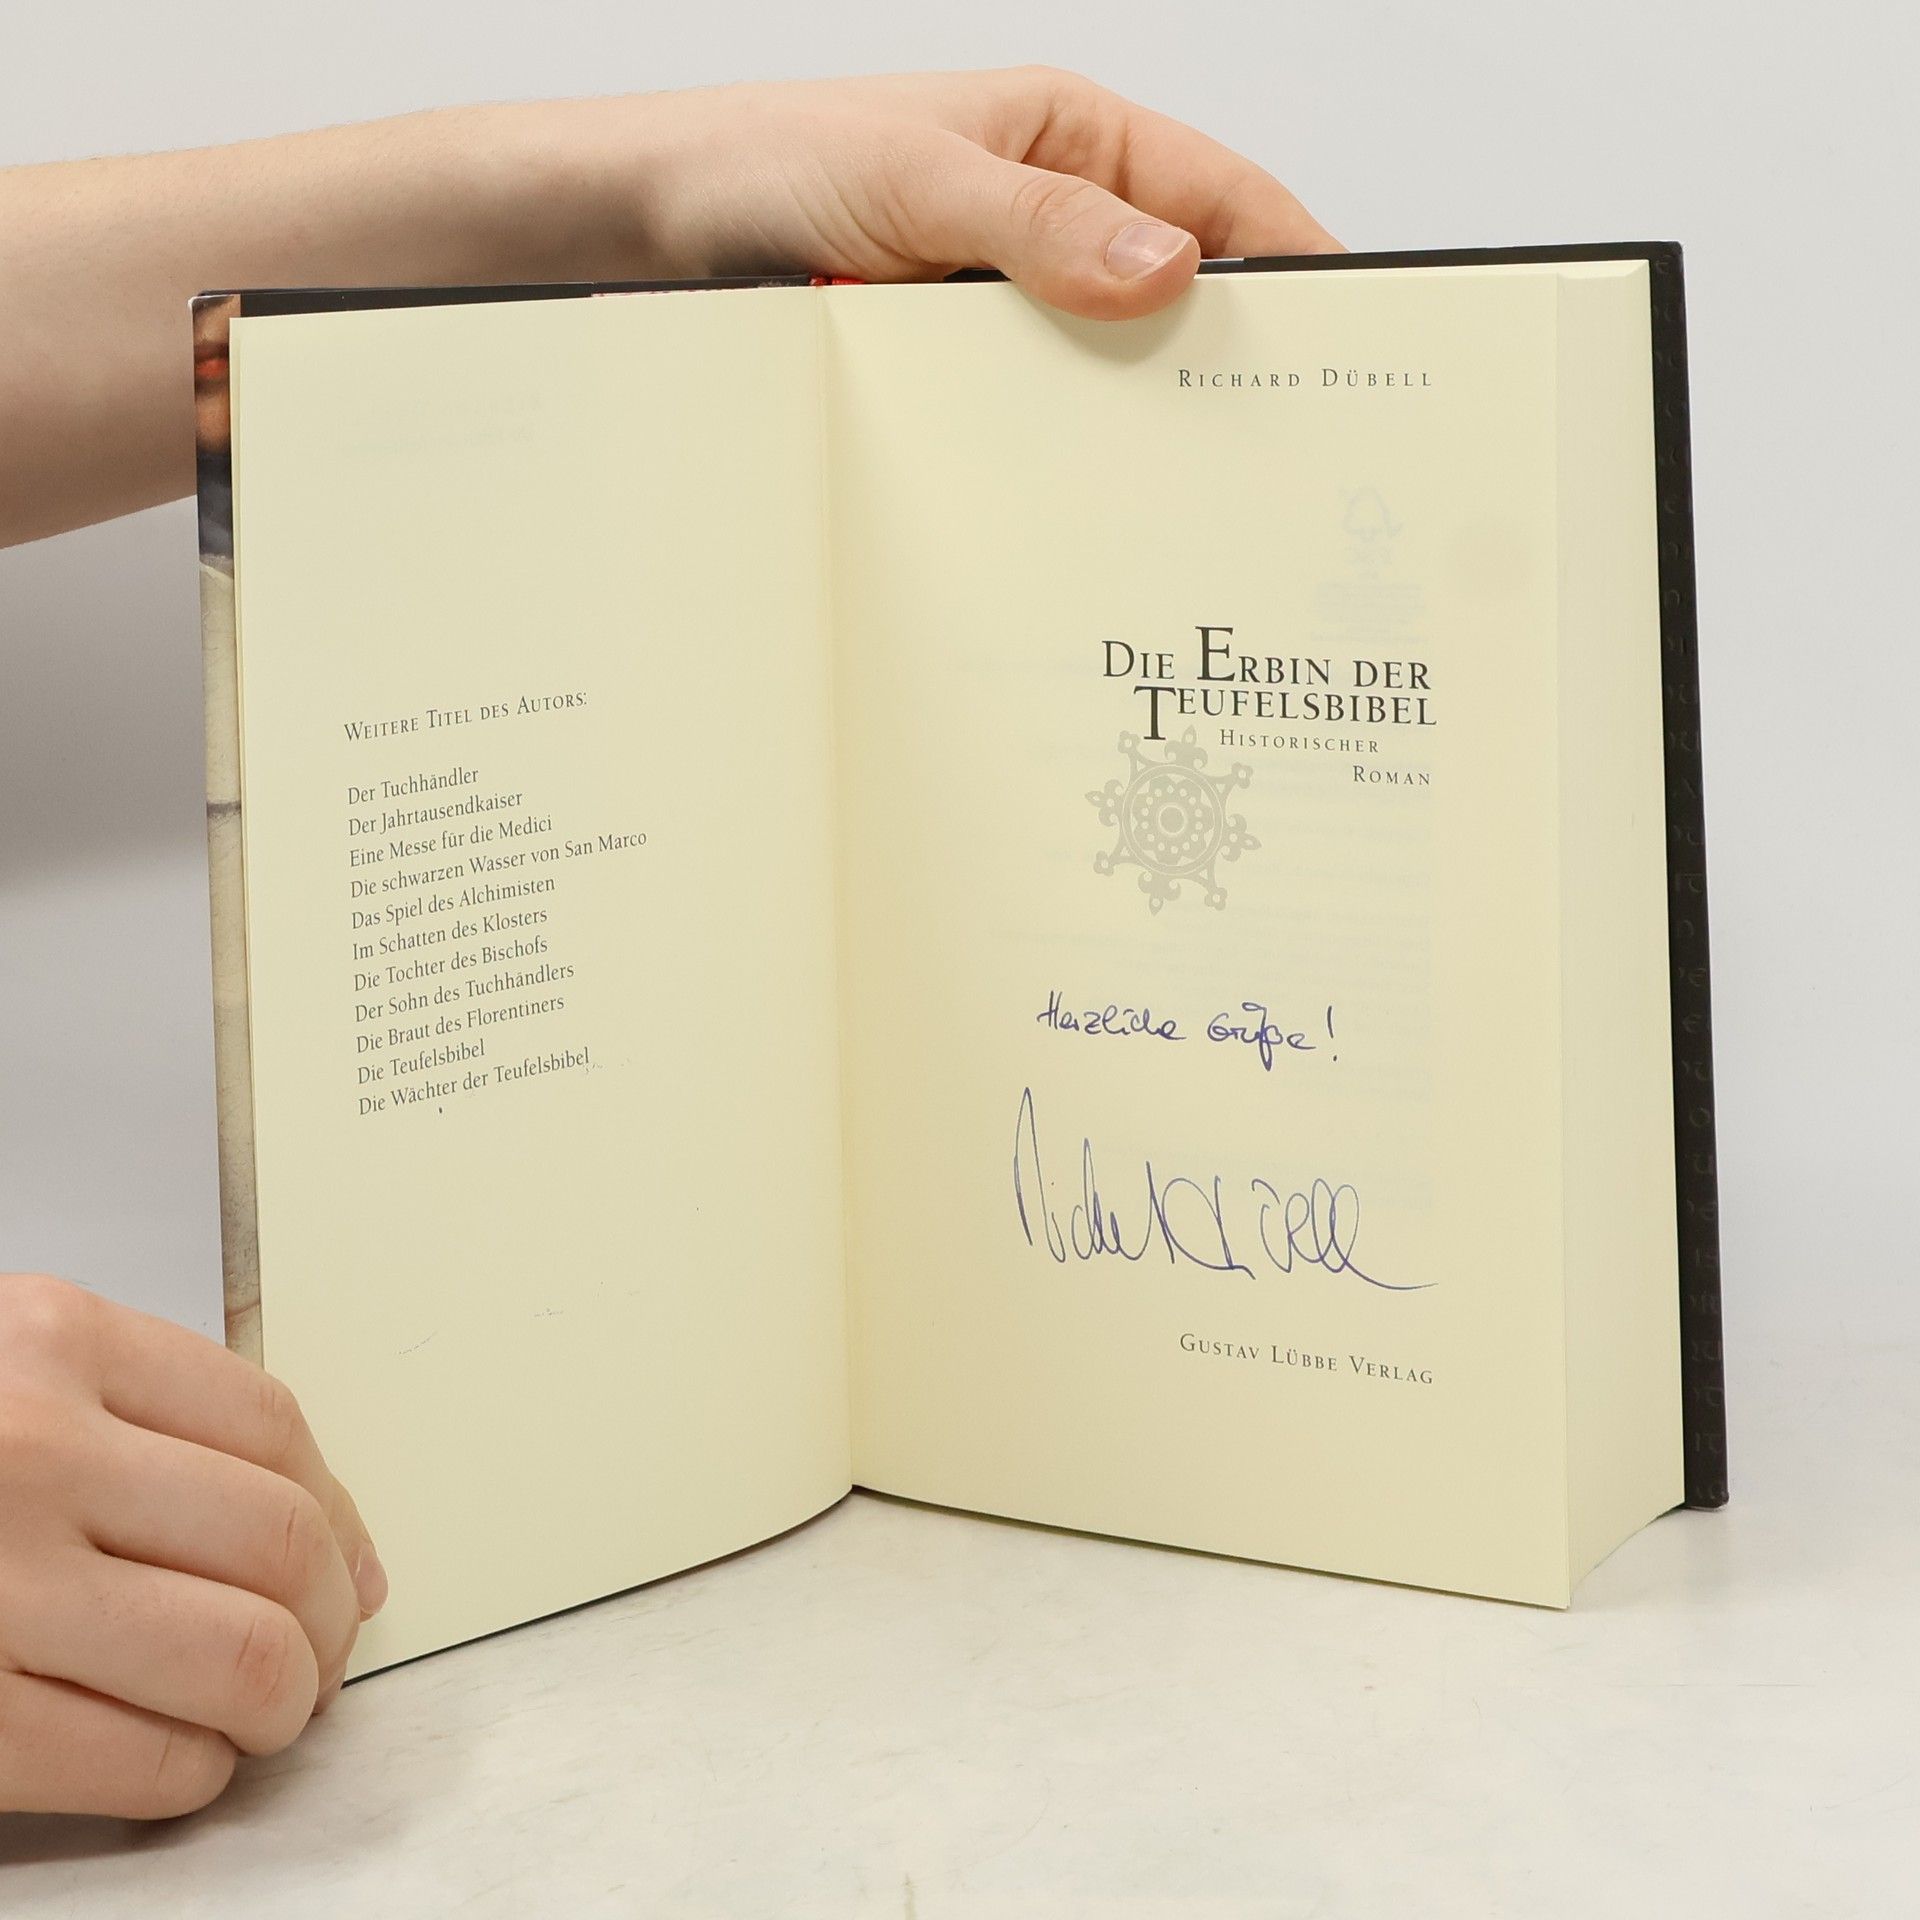 WEITERE TITEL DES AUTORS:
Der Tuchhändler
Der Jahrtausendkaiser
Eine Messe für die Medici
Die schwarzen Wasser von San Marco
Das Spiel des Alchimisten
Im Schatten des Klosters
Die Tochter des Bischofs
Der Sohn des Tuchhändlers
Die Braut des Florentiners
Die Teufelsbibel
Die Wächter der Teufelsbibel
RICHARD DÜBELL
DIE ERBIN DER
TEUFELSBIBEL
HISTORISCHER
ROMAN
Herzliche Grüße!
Richard Dübell
GUSTAV LÜBBE VERLAG